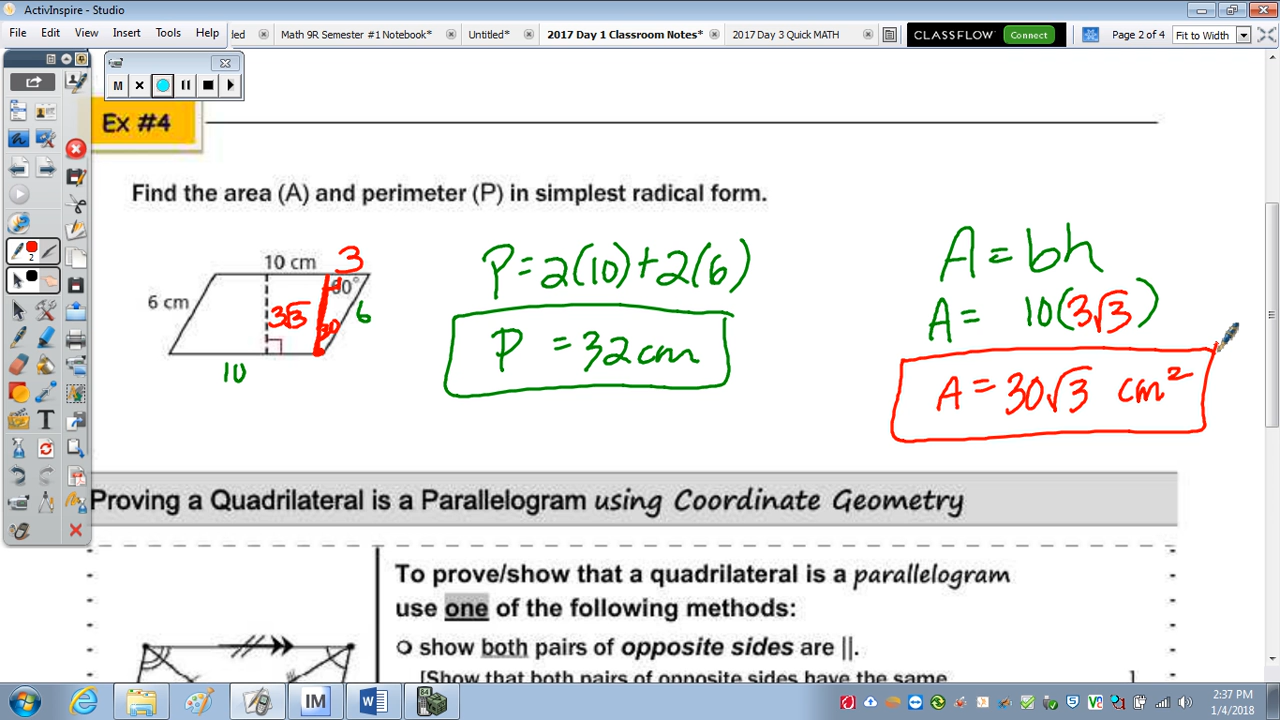 ActivInspire - Studio
File Edit View Insert Tools Help
led Math 9R Semester #1 Notebook* Untitled* 2017 Day 1 Classroom Notes* 2017 Day 3 Quick MATH CLASSFLOW Connect Page 2 of 4 Fit to Width
M
Ex #4
Find the area (A) and perimeter (P) in simplest radical form.
10 cm 3
60°
6 cm
3√3
30
6
10
P = 2(10) + 2(6)
P = 32 cm
A = bh
A = 10(3√3)
A = 30√3 cm²
2
T
Proving a Quadrilateral is a Parallelogram using Coordinate Geometry
To prove/show that a quadrilateral is a parallelogram
use one of the following methods:
show both pairs of opposite sides are ||.
[Show that both pairs of opposite sides have the same
1
IM
2:37 PM
1/4/2018